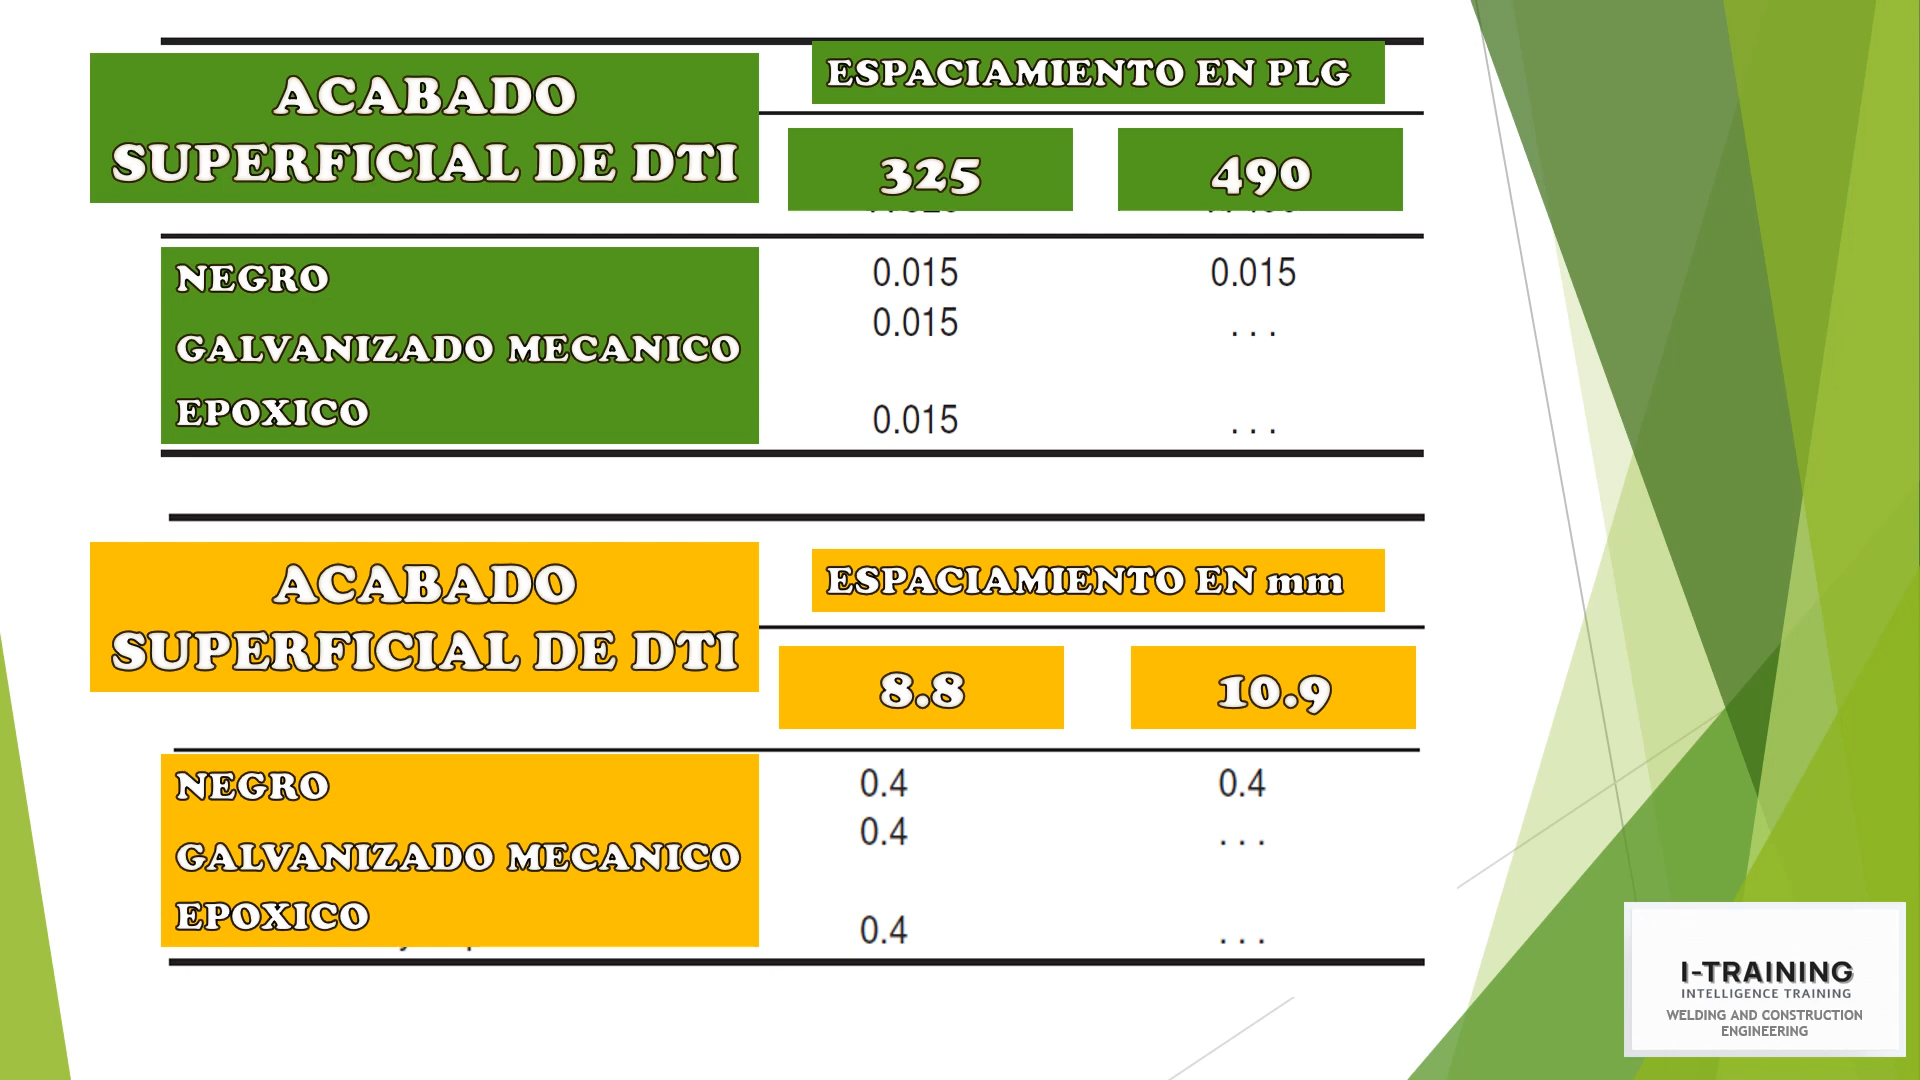 ACABADO
SUPERFICIAL DE DTI
ESPACIAMIENTO EN PLG
325 490
NEGRO 0.015 0.015
GALVANIZADO MECANICO 0.015 . . .
EPOXICO 0.015 . . .
ACABADO
SUPERFICIAL DE DTI
ESPACIAMIENTO EN mm
8.8 10.9
NEGRO 0.4 0.4
GALVANIZADO MECANICO 0.4 . . .
EPOXICO 0.4 . . .
I-TRAINING
INTELLIGENCE TRAINING
WELDING AND CONSTRUCTION
ENGINEERING